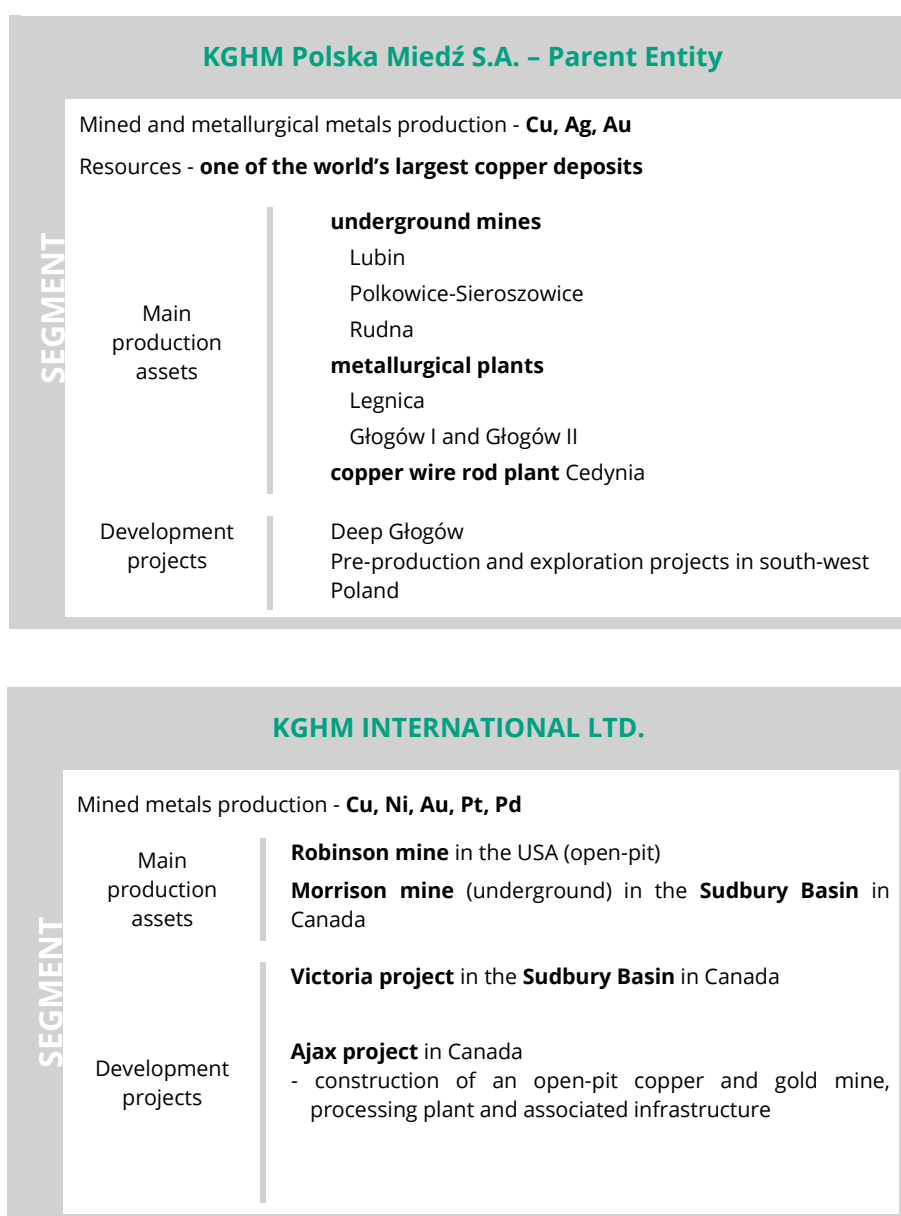 KGHM Polska Miedź S.A. – Parent Entity
SEGMENT
Mined and metallurgical metals production - Cu, Ag, Au
Resources - one of the world’s largest copper deposits
Main
production
assets
underground mines
Lubin
Polkowice-Sieroszowice
Rudna
metallurgical plants
Legnica
Głogów I and Głogów II
copper wire rod plant Cedynia
Development
projects
Deep Głogów
Pre-production and exploration projects in south-west
Poland
KGHM INTERNATIONAL LTD.
SEGMENT
Mined metals production - Cu, Ni, Au, Pt, Pd
Main
production
assets
Robinson mine in the USA (open-pit)
Morrison mine (underground) in the Sudbury Basin in
Canada
Development
projects
Victoria project in the Sudbury Basin in Canada
Ajax project in Canada
- construction of an open-pit copper and gold mine,
processing plant and associated infrastructure